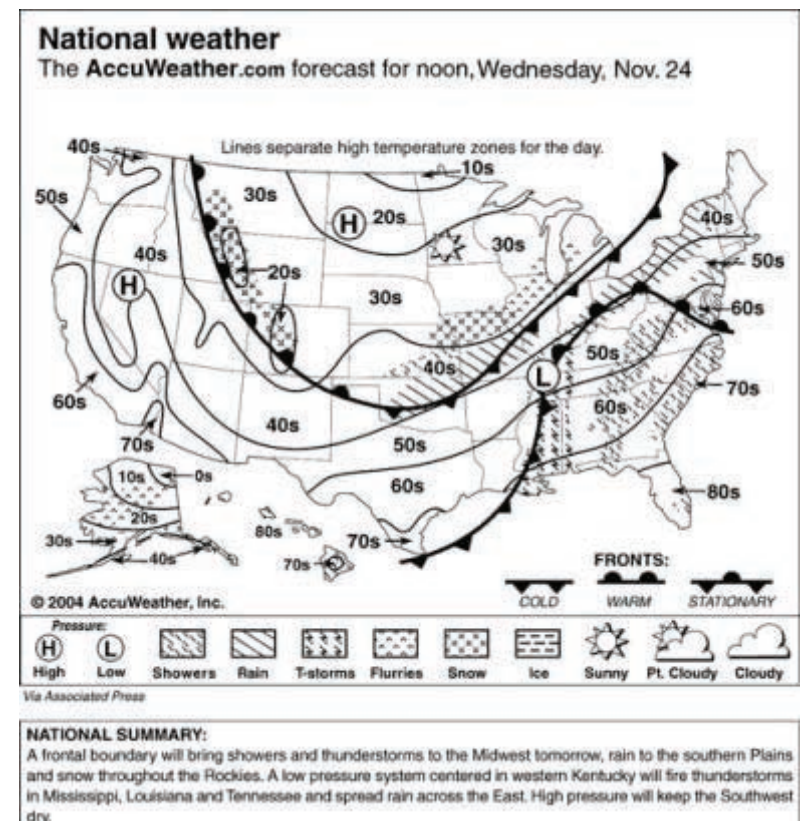 National weather
The AccuWeather.com forecast for noon, Wednesday, Nov. 24
Lines separate high temperature zones for the day.
40s
10s
50s
30s
H
20s
40s
40s
30s
50s
20s
H
60s
30s
50s
40s
L
60s
70s
60s
40s
70s
50s
10s
0s
60s
80s
20s
80s
70s
30s
40s
70s
FRONTS:
© 2004 AccuWeather, Inc.
COLD WARM STATIONARY
Pressure:
H L
High Low Showers Rain T-storms Flurries Snow Ice Sunny Pt. Cloudy Cloudy
Via Associated Press
NATIONAL SUMMARY:
A frontal boundary will bring showers and thunderstorms to the Midwest tomorrow, rain to the southern Plains
and snow throughout the Rockies. A low pressure system centered in western Kentucky will fire thunderstorms
in Mississippi, Louisiana and Tennessee and spread rain across the East. High pressure will keep the Southwest
dry.